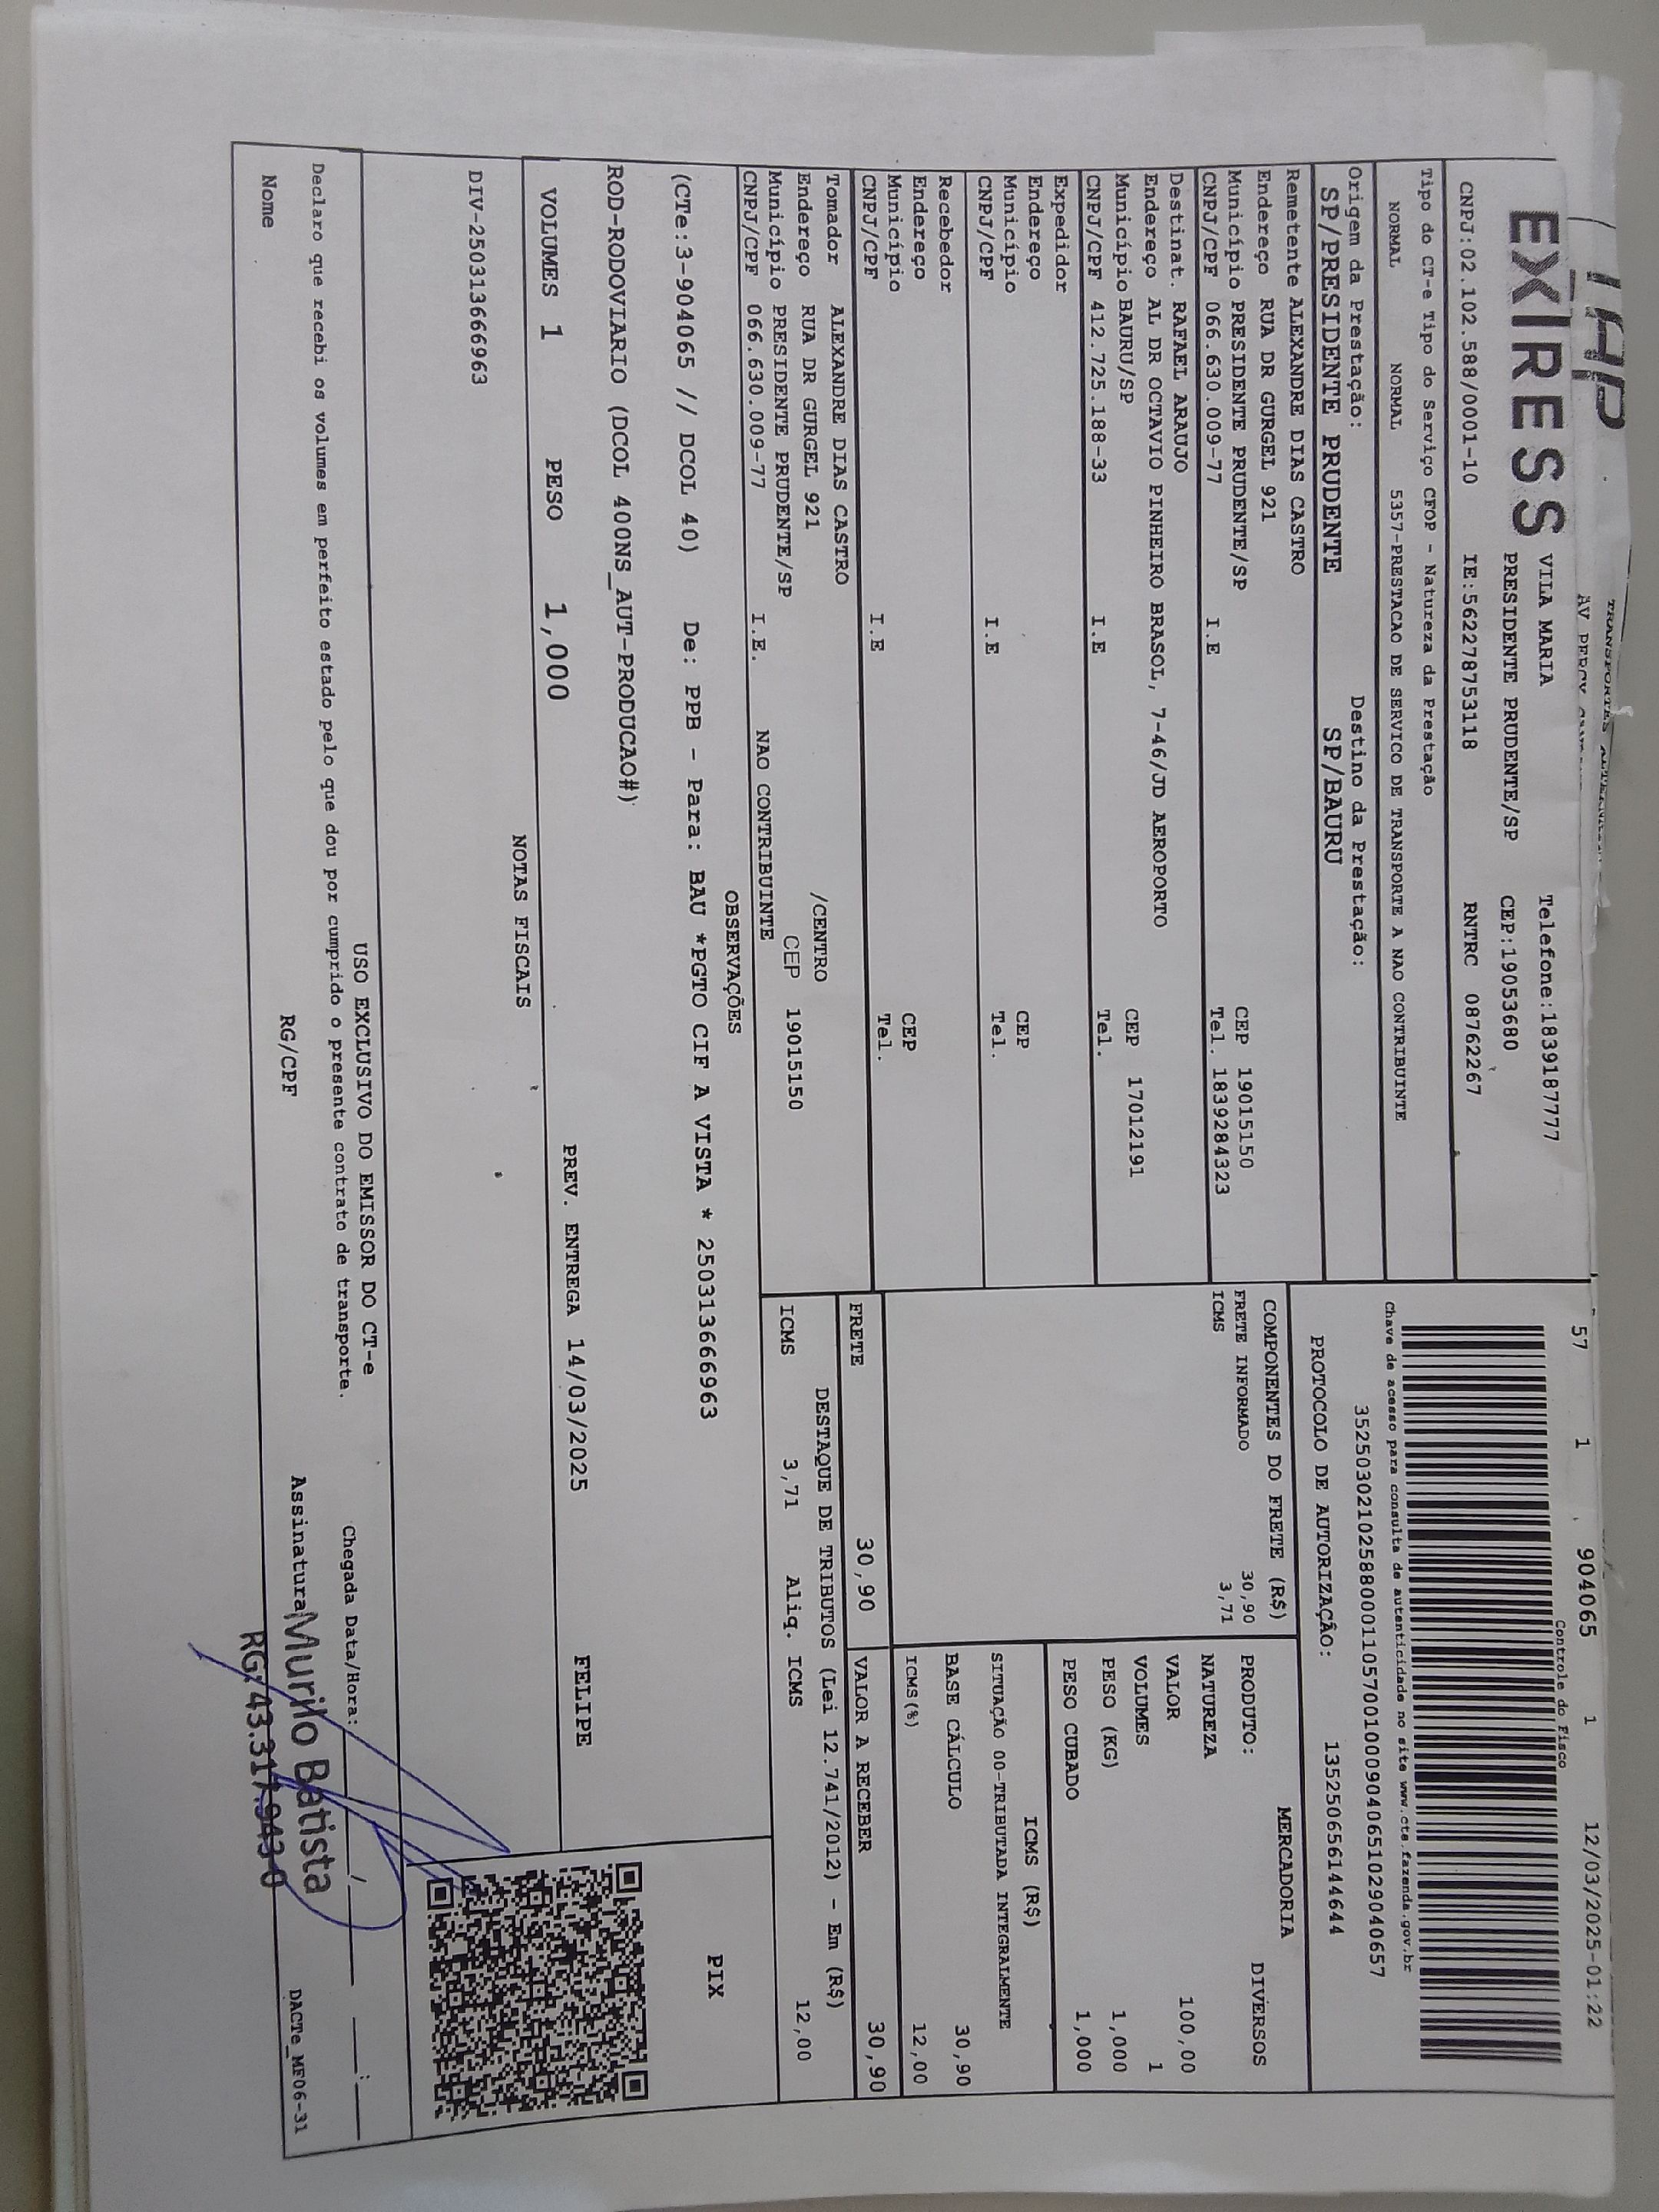 TAP
EXPRESS
VILA MARIA Telefone:1839187777
PRESIDENTE PRUDENTE/SP CEP:19053680
CNPJ:02.102.588/0001-10 IE:562278753118 RNTRC 08762267
57 1 904065 1 12/03/2025-01:22
Controle do Fisco
Chave de acesso para consulta de autenticidade no site www.cte.fazenda.gov.br
35250302102588000110570010009040651029040657
PROTOCOLO DE AUTORIZAÇÃO: 135250656144644
Tipo do CT-e Tipo do Serviço CFOP - Natureza da Prestação
NORMAL NORMAL 5357-PRESTACAO DE SERVICO DE TRANSPORTE A NAO CONTRIBUINTE
Origem da Prestação: Destino da Prestação:
SP/PRESIDENTE PRUDENTE SP/BAURU
Remetente ALEXANDRE DIAS CASTRO
Endereço RUA DR GURGEL 921
Município PRESIDENTE PRUDENTE/SP CEP 19015150
CNPJ/CPF 066.630.009-77 I.E Tel. 1839284323
Destinat. RAFAEL ARAUJO
Endereço AL DR OCTAVIO PINHEIRO BRASOL, 7-46/JD AEROPORTO
Município BAURU/SP CEP 17012191
CNPJ/CPF 412.725.188-33 I.E Tel.
Expedidor
Endereço
Município CEP
CNPJ/CPF I.E Tel.
Recebedor
Endereço
Município CEP
CNPJ/CPF I.E Tel.
Tomador ALEXANDRE DIAS CASTRO
Endereço RUA DR GURGEL 921 /CENTRO
Município PRESIDENTE PRUDENTE/SP CEP 19015150
CNPJ/CPF 066.630.009-77 I.E. NAO CONTRIBUINTE
COMPONENTES DO FRETE (R$)
FRETE INFORMADO 30,90
ICMS 3,71
MERCADORIA
PRODUTO: DIVERSOS
NATUREZA
VALOR 100,00
VOLUMES 1
PESO (KG) 1,000
PESO CUBADO 1,000
ICMS (R$)
SITUAÇÃO 00-TRIBUTADA INTEGRALMENTE
BASE CÁLCULO 30,90
ICMS(%) 12,00
FRETE 30,90 VALOR A RECEBER 30,90
DESTAQUE DE TRIBUTOS (Lei 12.741/2012) - Em (R$)
ICMS 3,71 Aliq. ICMS 12,00
OBSERVAÇÕES
(CTe:3-904065 // DCOL 40) De: PPB - Para: BAU *PGTO CIF A VISTA * 250313666963
ROD-RODOVIARIO (DCOL 400NS_AUT-PRODUCAO#)
PIX
VOLUMES 1 PESO 1,000 PREV. ENTREGA 14/03/2025 FELIPE
NOTAS FISCAIS
DIV-250313666963
USO EXCLUSIVO DO EMISSOR DO CT-e
Declaro que recebi os volumes em perfeito estado pelo que dou por cumprido o presente contrato de transporte.
Chegada Data/Hora: ____/____ ___:___
Nome RG/CPF Assinatura
Murilo Batista
RG: 43.317.943-0
DACTe_MF06-31